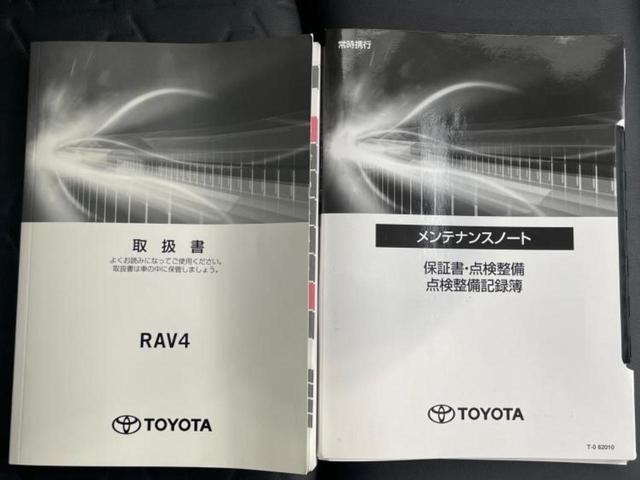 取扱書
よくお読みになってご使用ください。
取扱書は車の中に保管しましょう。
RAV4
TOYOTA
常時携行
メンテナンスノート
保証書・点検整備
点検整備記録簿
TOYOTA
T-0 62010